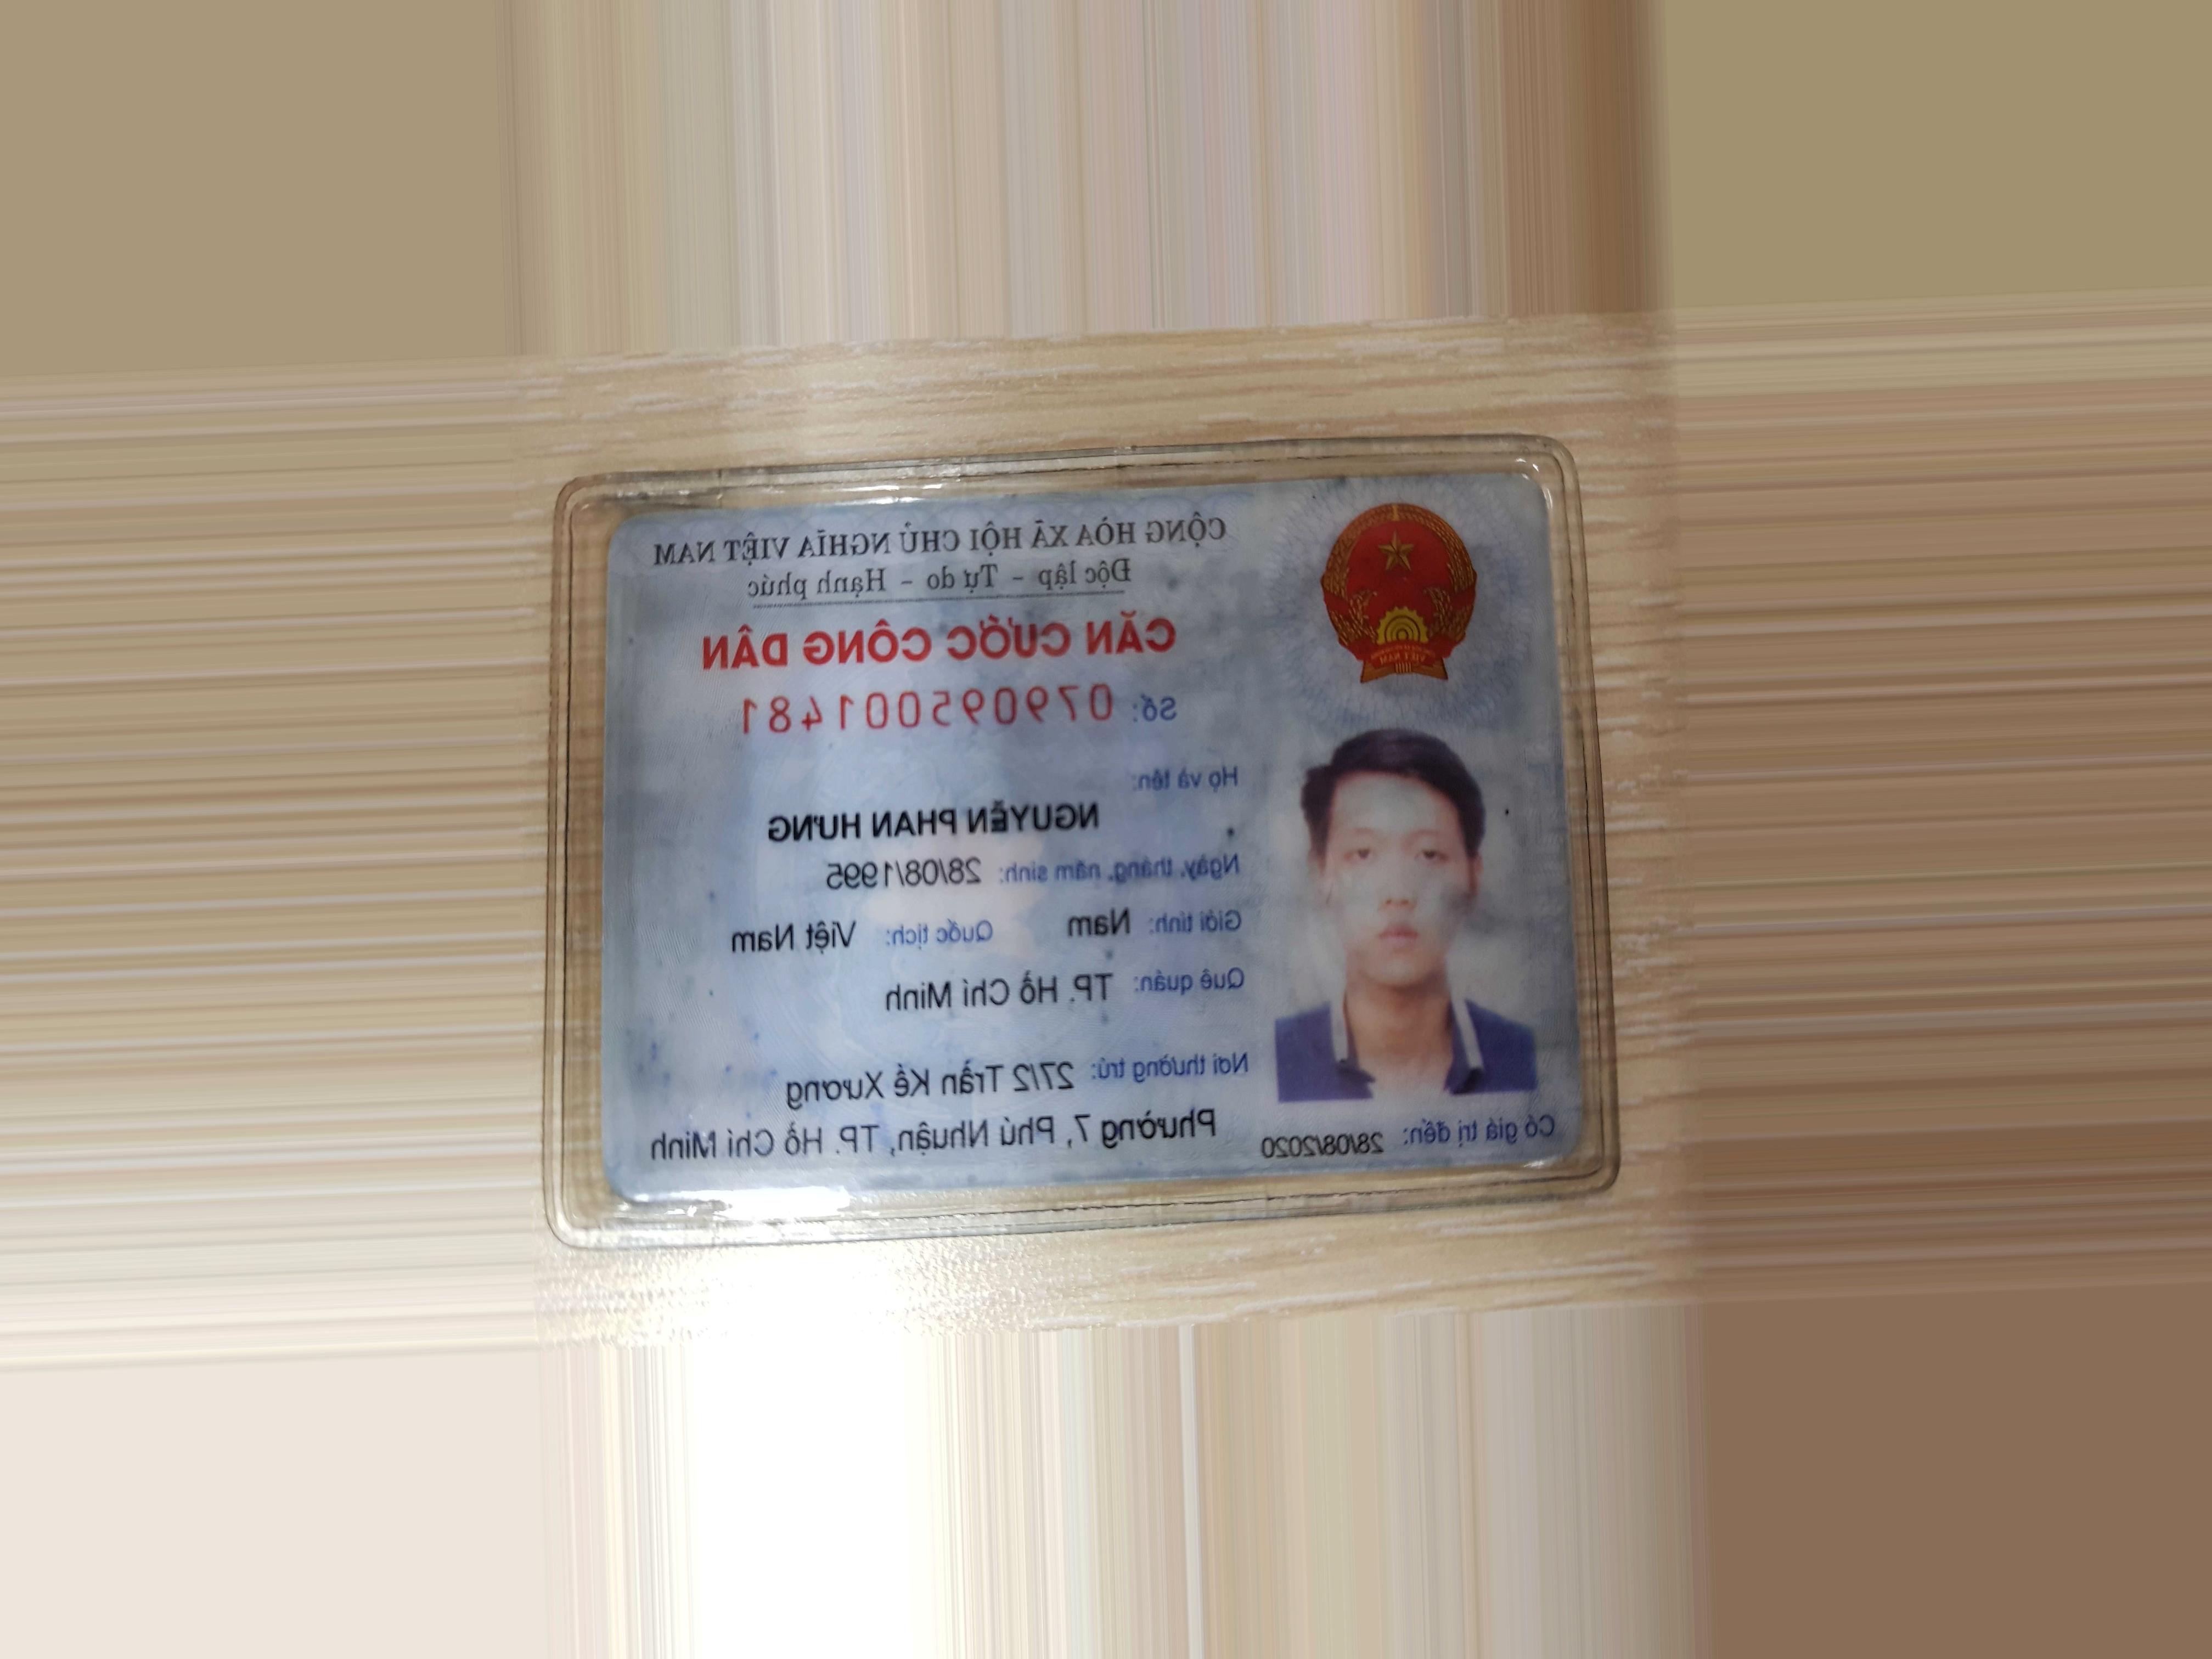 CỘNG HÒA XÃ HỘI CHỦ NGHĨA VIỆT NAM
Độc lập - Tự do - Hạnh phúc
CĂN CƯỚC CÔNG DÂN
Số: 079095001481
Họ và tên:
NGUYỄN PHAN HƯNG
Ngày, tháng, năm sinh: 28/08/1995
Giới tính: Nam Quốc tịch: Việt Nam
Quê quán: TP. Hồ Chí Minh
Nơi thường trú: 27/2 Trần Kế Xương
Phường 7, Phú Nhuận, TP. Hồ Chí Minh
Có giá trị đến: 28/08/2020
VIỆT NAM